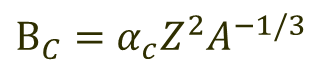 B_C = α_c Z^2 A^{-1/3}